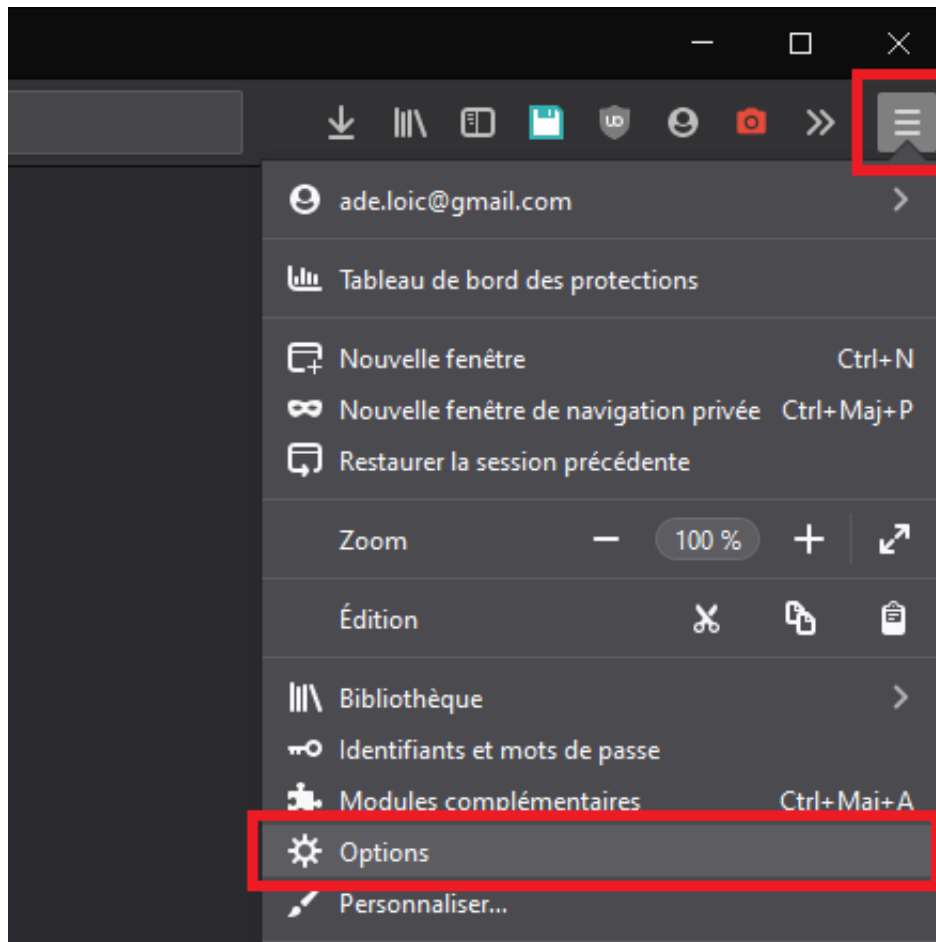 ade.loic@gmail.com
Tableau de bord des protections
Nouvelle fenêtre Ctrl+N
Nouvelle fenêtre de navigation privée Ctrl+Maj+P
Restaurer la session précédente
Zoom 100 %
Édition
Bibliothèque
Identifiants et mots de passe
Modules complémentaires Ctrl+Maj+A
Options
Personnaliser...